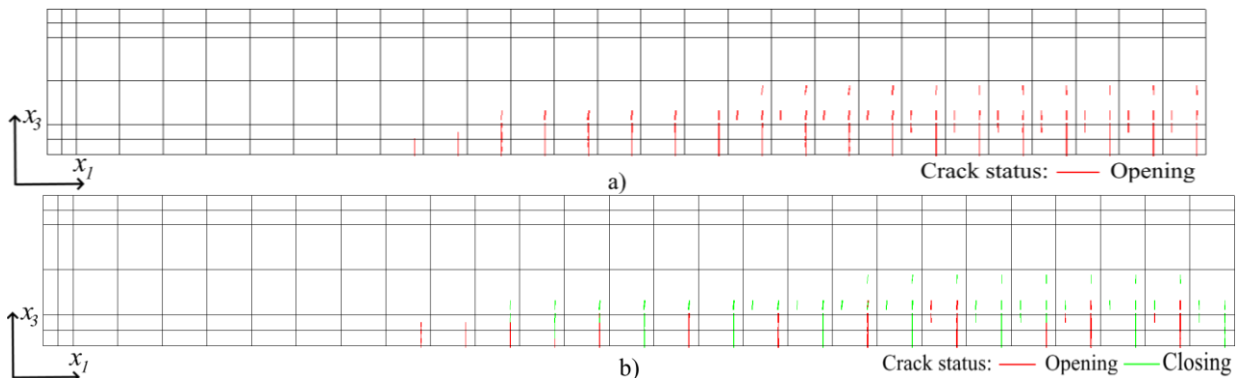 x3
x1
Crack status: Opening
a)
x3
x1
b)
Crack status: Opening Closing